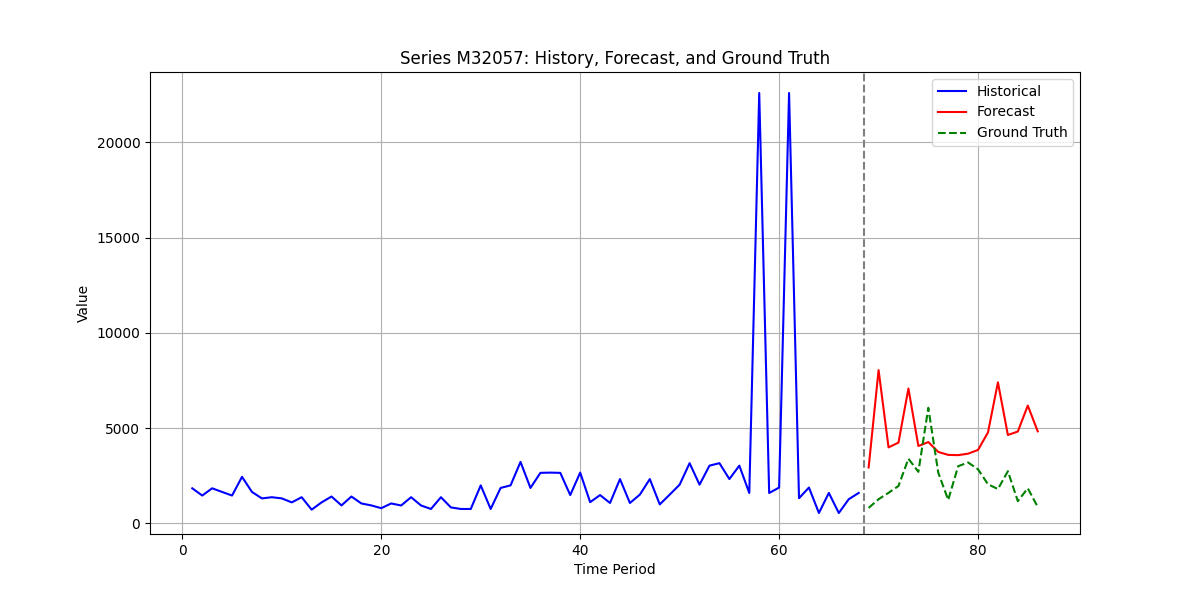 Series M32057: History, Forecast, and Ground Truth
Historical
Forecast
Ground Truth
Value
20000
15000
10000
5000
0
0 20 40 60 80
Time Period